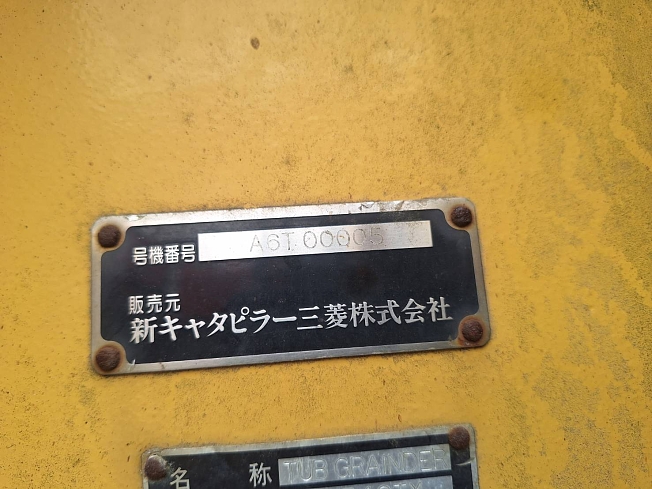 号機番号 A6T 00005
販売元
新キャタピラー三菱株式会社
名 称 TUB GRAINDER